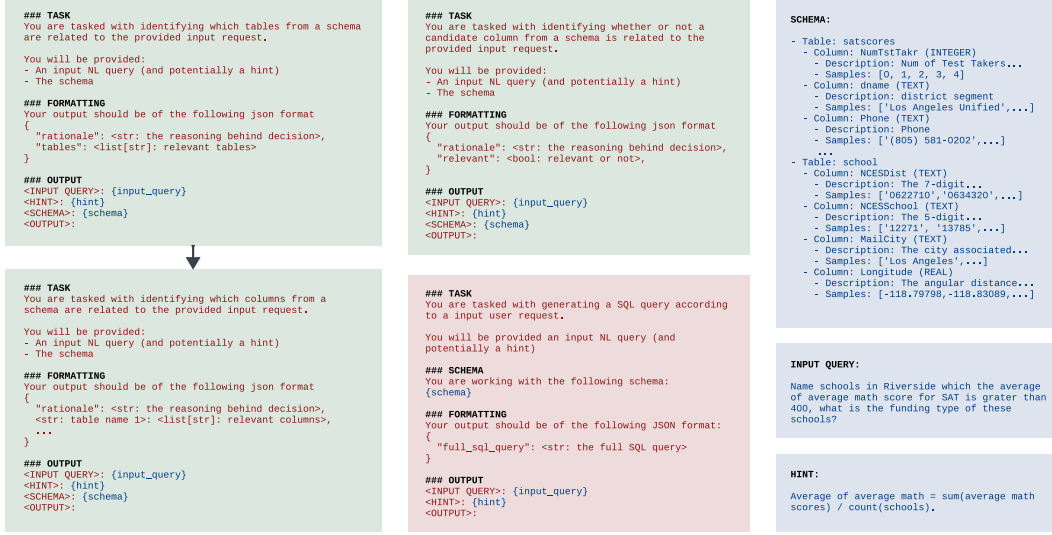 ### TASK
You are tasked with identifying which tables from a schema
are related to the provided input request.
You will be provided:
- An input NL query (and potentially a hint)
- The schema
### FORMATTING
Your output should be of the following json format
{
"rationale": <str: the reasoning behind decision>,
"tables": <list[str]: relevant tables>
}
### OUTPUT
<INPUT QUERY>: {input_query}
<HINT>: {hint}
<SCHEMA>: {schema}
<OUTPUT>:
### TASK
You are tasked with identifying which columns from a
schema are related to the provided input request.
You will be provided:
- An input NL query (and potentially a hint)
- The schema
### FORMATTING
Your output should be of the following json format
{
"rationale": <str: the reasoning behind decision>,
<str: table name 1>: <list[str]: relevant columns>,
...
}
### OUTPUT
<INPUT QUERY>: {input_query}
<HINT>: {hint}
<SCHEMA>: {schema}
<OUTPUT>:
### TASK
You are tasked with identifying whether or not a
candidate column from a schema is related to the
provided input request.
You will be provided:
- An input NL query (and potentially a hint)
- The schema
### FORMATTING
Your output should be of the following json format
{
"rationale": <str: the reasoning behind decision>,
"relevant": <bool: relevant or not>,
}
### OUTPUT
<INPUT QUERY>: {input_query}
<HINT>: {hint}
<SCHEMA>: {schema}
<OUTPUT>:
### TASK
You are tasked with generating a SQL query according
to a input user request.
You will be provided an input NL query (and
potentially a hint)
### SCHEMA
You are working with the following schema:
{schema}
### FORMATTING
Your output should be of the following JSON format:
{
"full_sql_query": <str: the full SQL query>
}
### OUTPUT
<INPUT QUERY>: {input_query}
<HINT>: {hint}
<OUTPUT>:
SCHEMA:
- Table: satscores
- Column: NumTstTakr (INTEGER)
- Description: Num of Test Takers...
- Samples: [0, 1, 2, 3, 4]
- Column: dname (TEXT)
- Description: district segment
- Samples: ['Los Angeles Unified',...]
- Column: Phone (TEXT)
- Description: Phone
- Samples: ['(805) 581-0202',...]
...
- Table: school
- Column: NCESDist (TEXT)
- Description: The 7-digit...
- Samples: ['0622710','0634320',...]
- Column: NCESSchool (TEXT)
- Description: The 5-digit...
- Samples: ['12271', '13785',...]
- Column: MailCity (TEXT)
- Description: The city associated...
- Samples: ['Los Angeles',...]
- Column: Longitude (REAL)
- Description: The angular distance...
- Samples: [-118.79798,-118.83089,...]
INPUT QUERY:
Name schools in Riverside which the average
of average math score for SAT is grater than
400, what is the funding type of these
schools?
HINT:
Average of average math = sum(average math
scores) / count(schools).